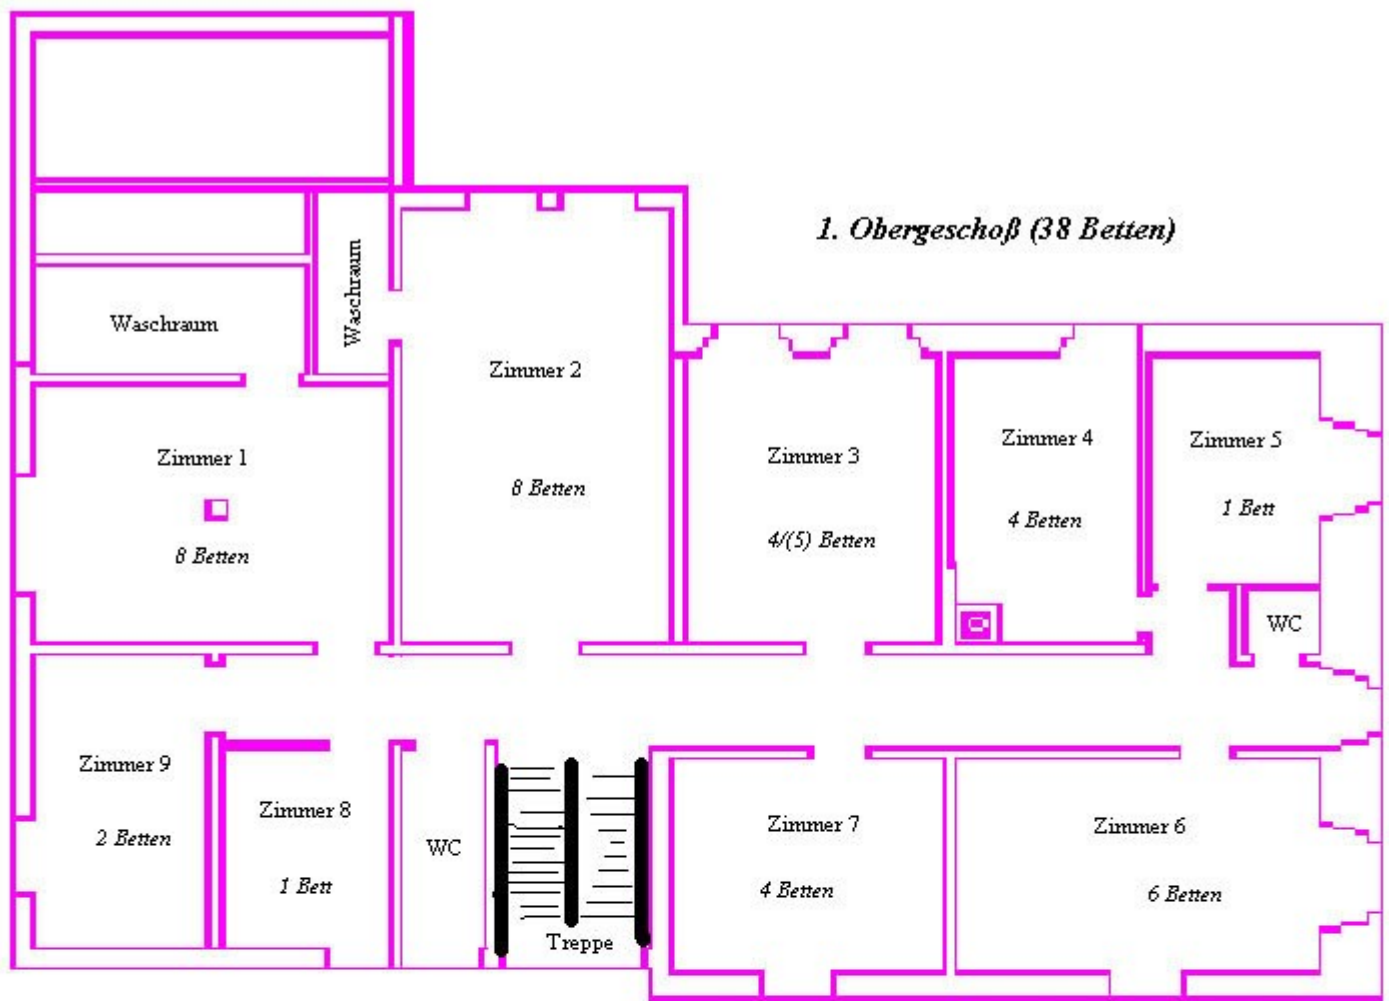 1. Obergeschoß (38 Betten)
Waschraum
Waschraum
Zimmer 1
8 Betten
Zimmer 2
8 Betten
Zimmer 3
4/(5) Betten
Zimmer 4
4 Betten
Zimmer 5
1 Bett
WC
Zimmer 9
2 Betten
Zimmer 8
1 Bett
WC
Treppe
Zimmer 7
4 Betten
Zimmer 6
6 Betten